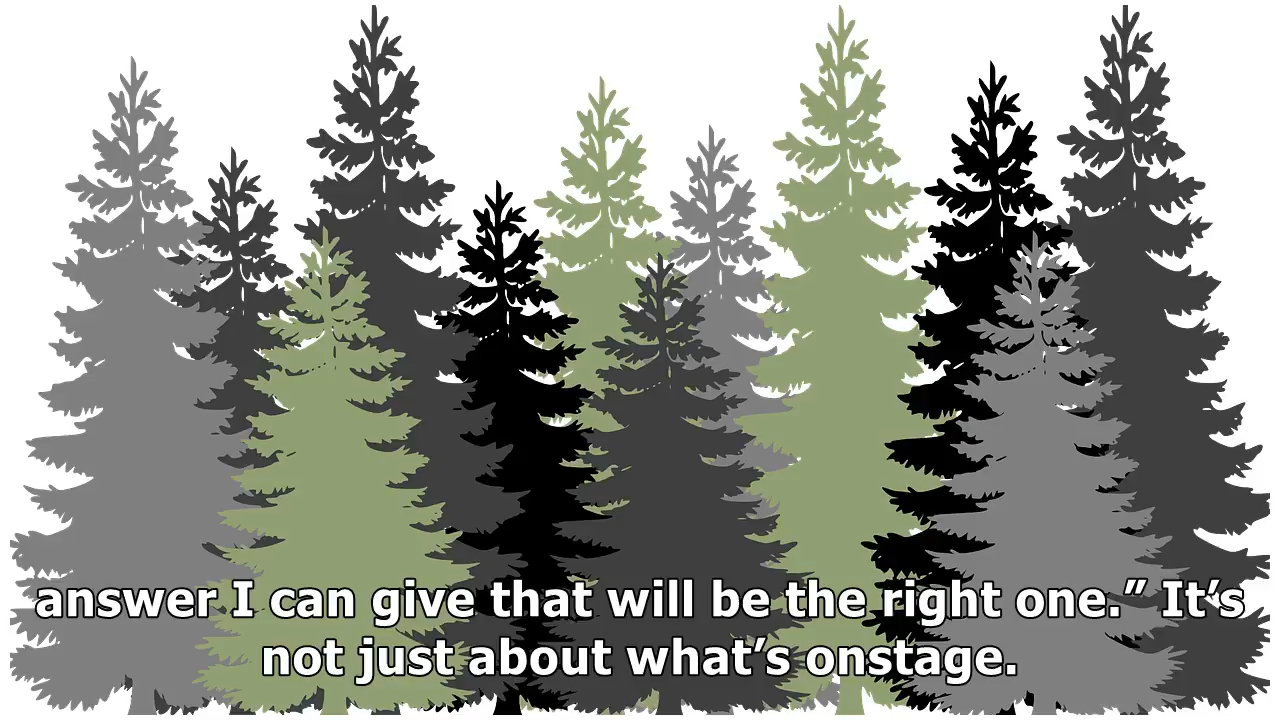 answer I can give that will be the right one.” It’s
not just about what’s onstage.